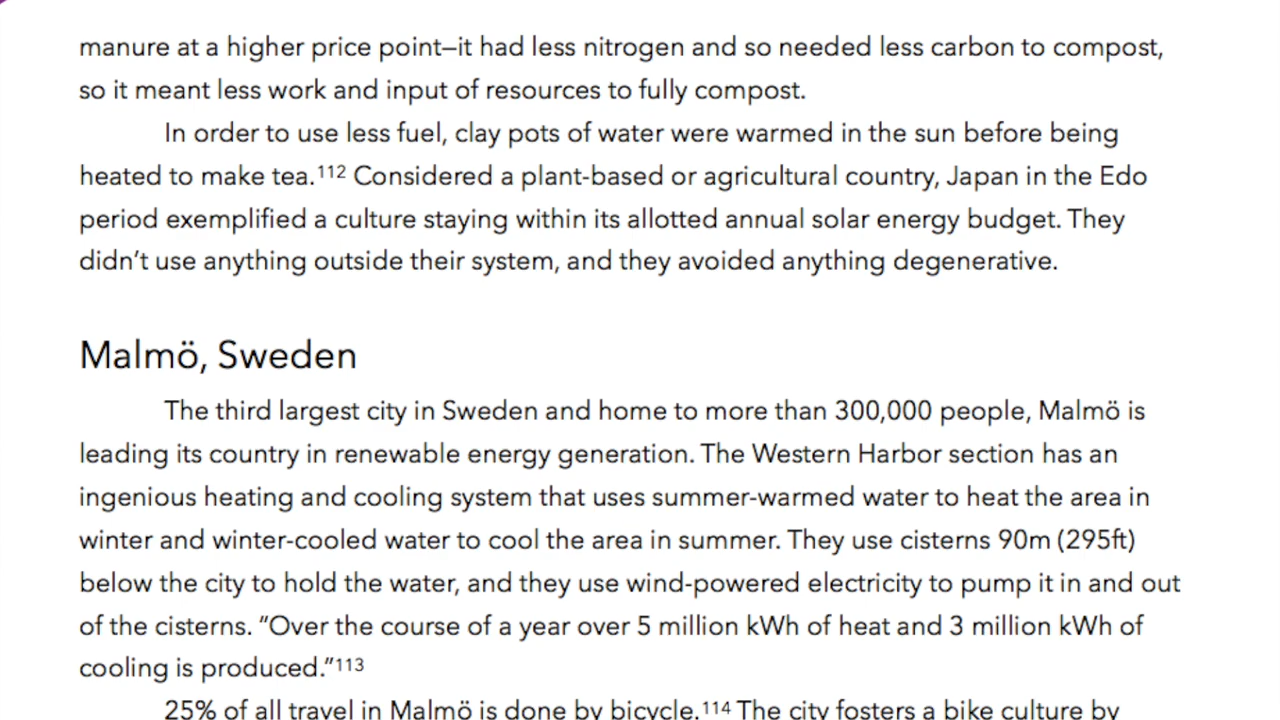 manure at a higher price point—it had less nitrogen and so needed less carbon to compost,
so it meant less work and input of resources to fully compost.
In order to use less fuel, clay pots of water were warmed in the sun before being
heated to make tea.¹¹² Considered a plant-based or agricultural country, Japan in the Edo
period exemplified a culture staying within its allotted annual solar energy budget. They
didn’t use anything outside their system, and they avoided anything degenerative.
Malmö, Sweden
The third largest city in Sweden and home to more than 300,000 people, Malmö is
leading its country in renewable energy generation. The Western Harbor section has an
ingenious heating and cooling system that uses summer-warmed water to heat the area in
winter and winter-cooled water to cool the area in summer. They use cisterns 90m (295ft)
below the city to hold the water, and they use wind-powered electricity to pump it in and out
of the cisterns. “Over the course of a year over 5 million kWh of heat and 3 million kWh of
cooling is produced.”¹¹³
25% of all travel in Malmö is done by bicycle.¹¹⁴ The city fosters a bike culture by